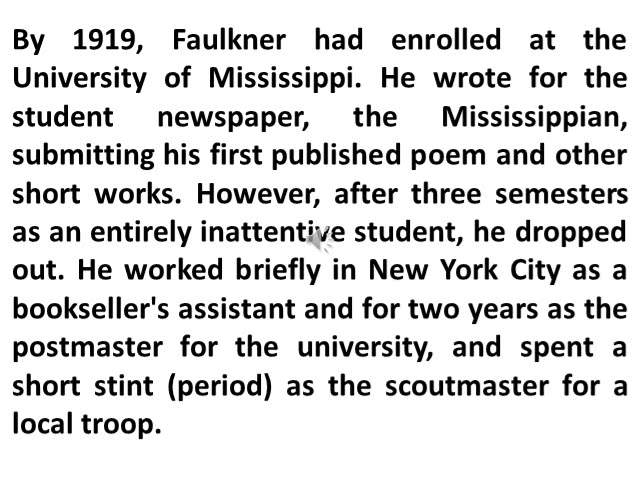 By 1919, Faulkner had enrolled at the
University of Mississippi. He wrote for the
student newspaper, the Mississippian,
submitting his first published poem and other
short works. However, after three semesters
as an entirely inattentive student, he dropped
out. He worked briefly in New York City as a
bookseller's assistant and for two years as the
postmaster for the university, and spent a
short stint (period) as the scoutmaster for a
local troop.